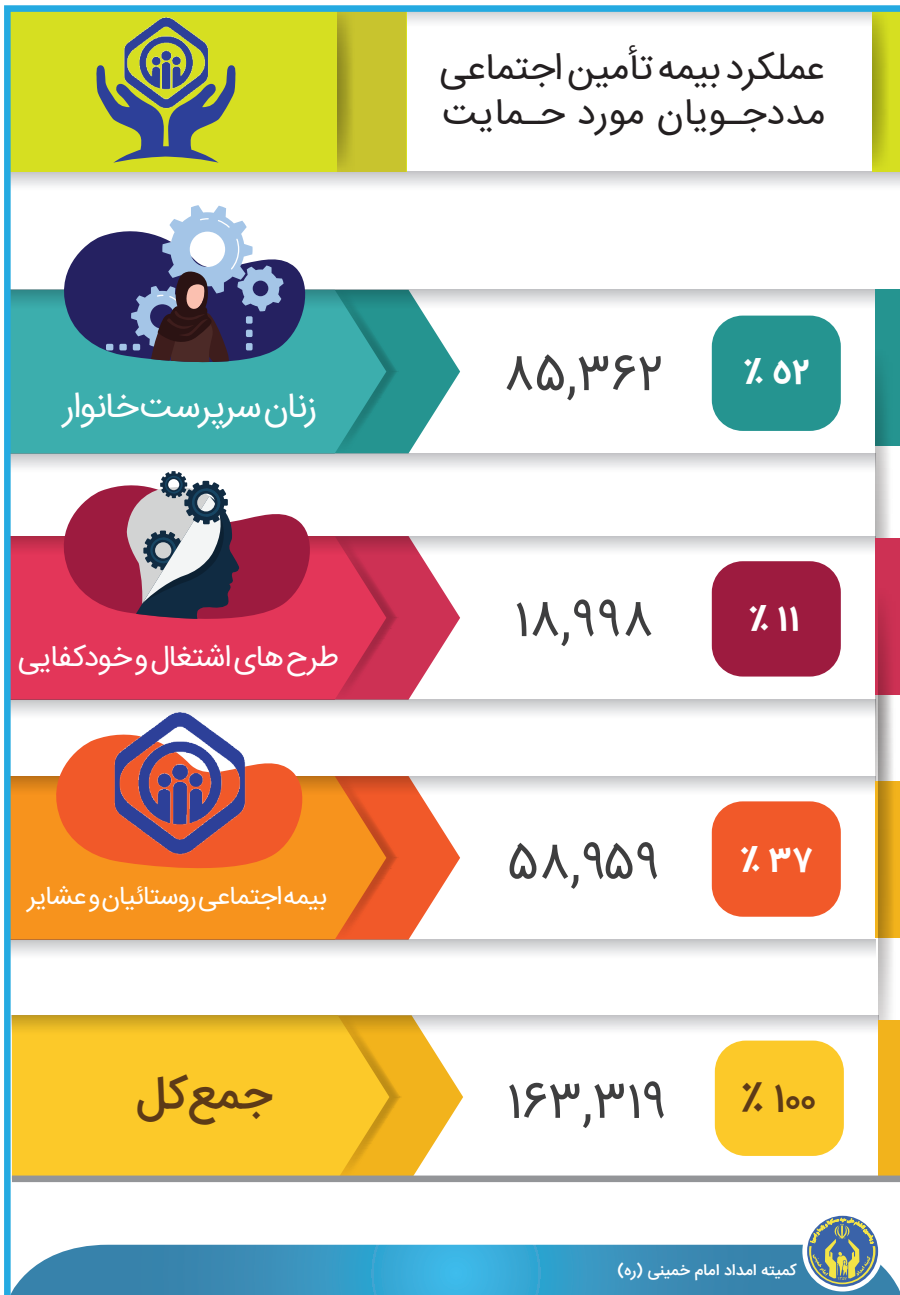 عملکرد بیمه تأمین اجتماعی
مددجـویان مورد حـمایت
۸۵,۳۶۲
٪ ۵۲
زنان سرپرست خانوار
۱۸,۹۹۸
٪ ۱۱
طرح های اشتغال و خودکفایی
۵۸,۹۵۹
٪ ۳۷
بیمه اجتماعی روستائیان و عشایر
جمع کل
۱۶۳,۳۱۹
٪ ۱۰۰
کمیته امداد امام خمینی (ره)